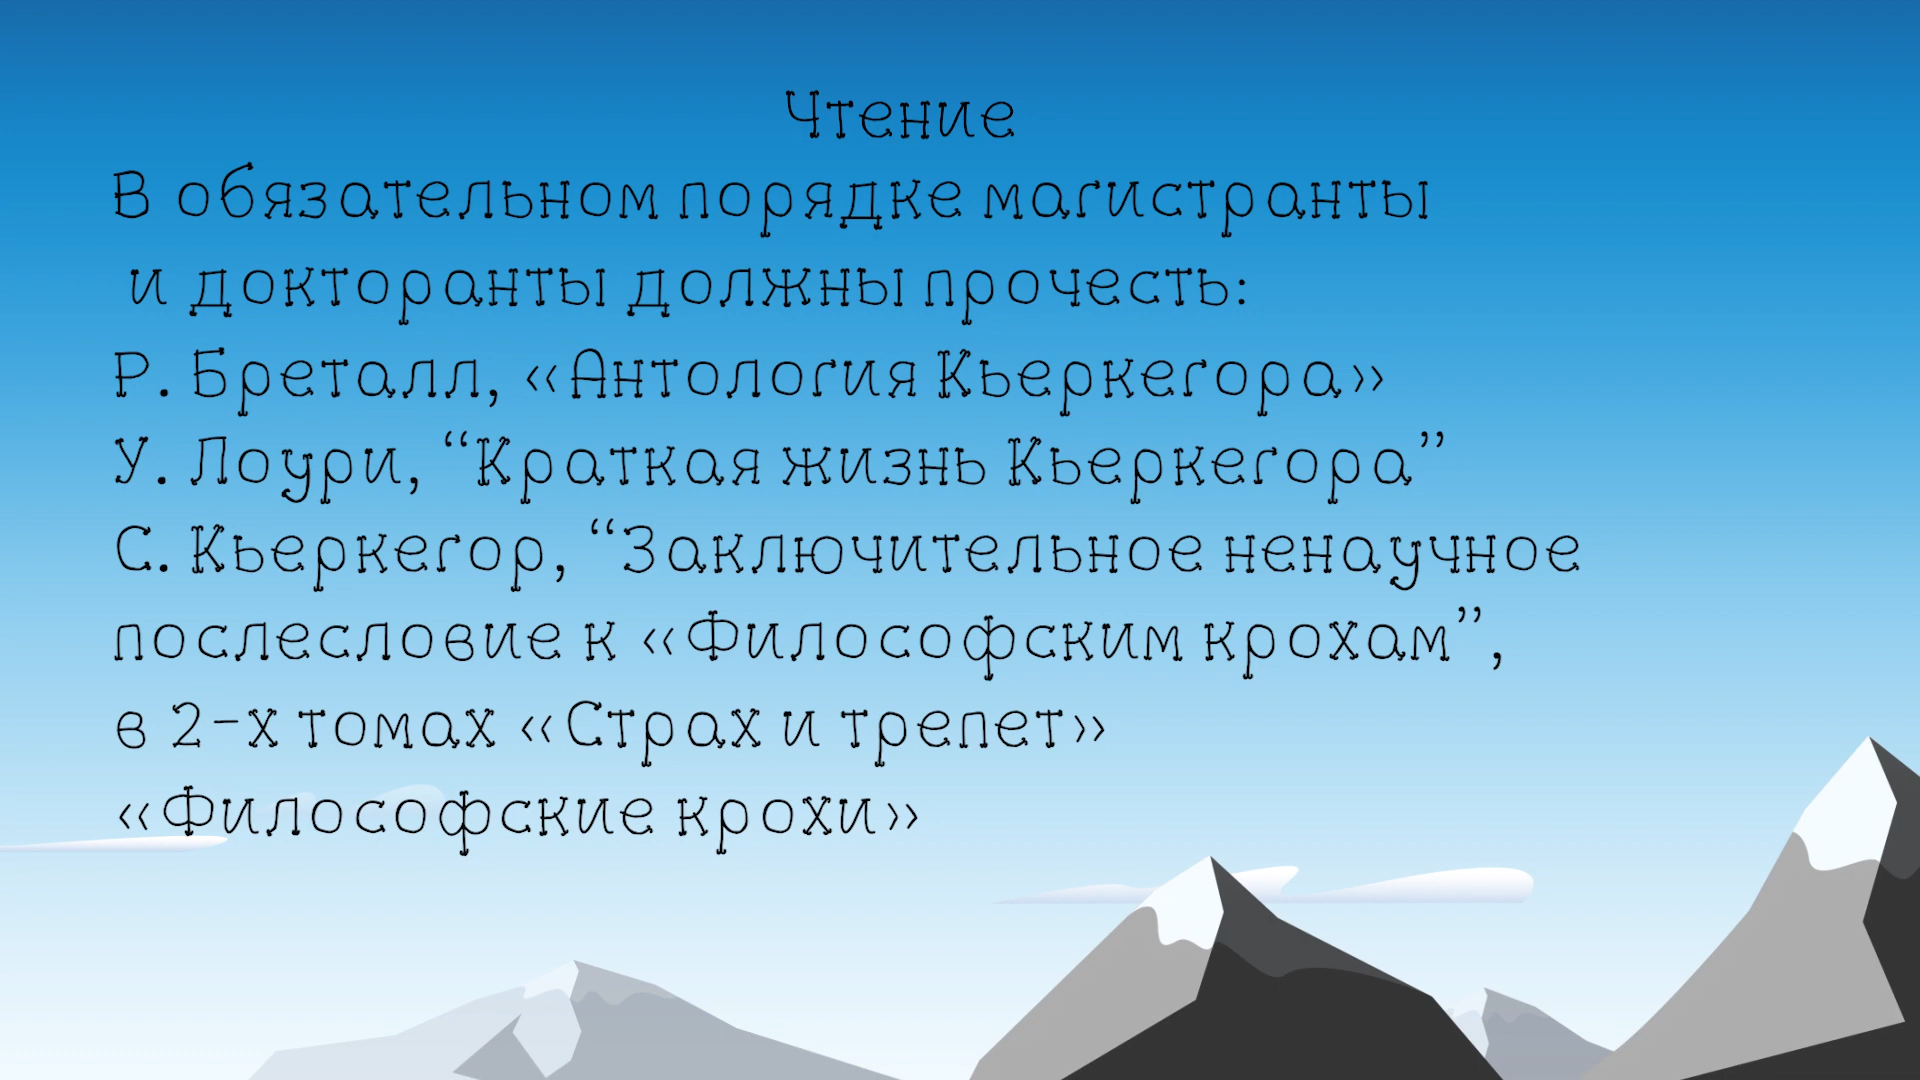 Чтение
В обязательном порядке магистранты
и докторанты должны прочесть:
Р. Бреталл, «Антология Кьеркегора»
У. Лоури, “Краткая жизнь Кьеркегора”
С. Кьеркегор, “Заключительное ненаучное
послесловие к «Философским крохам”,
в 2-х томах «Страх и трепет»
«Философские крохи»